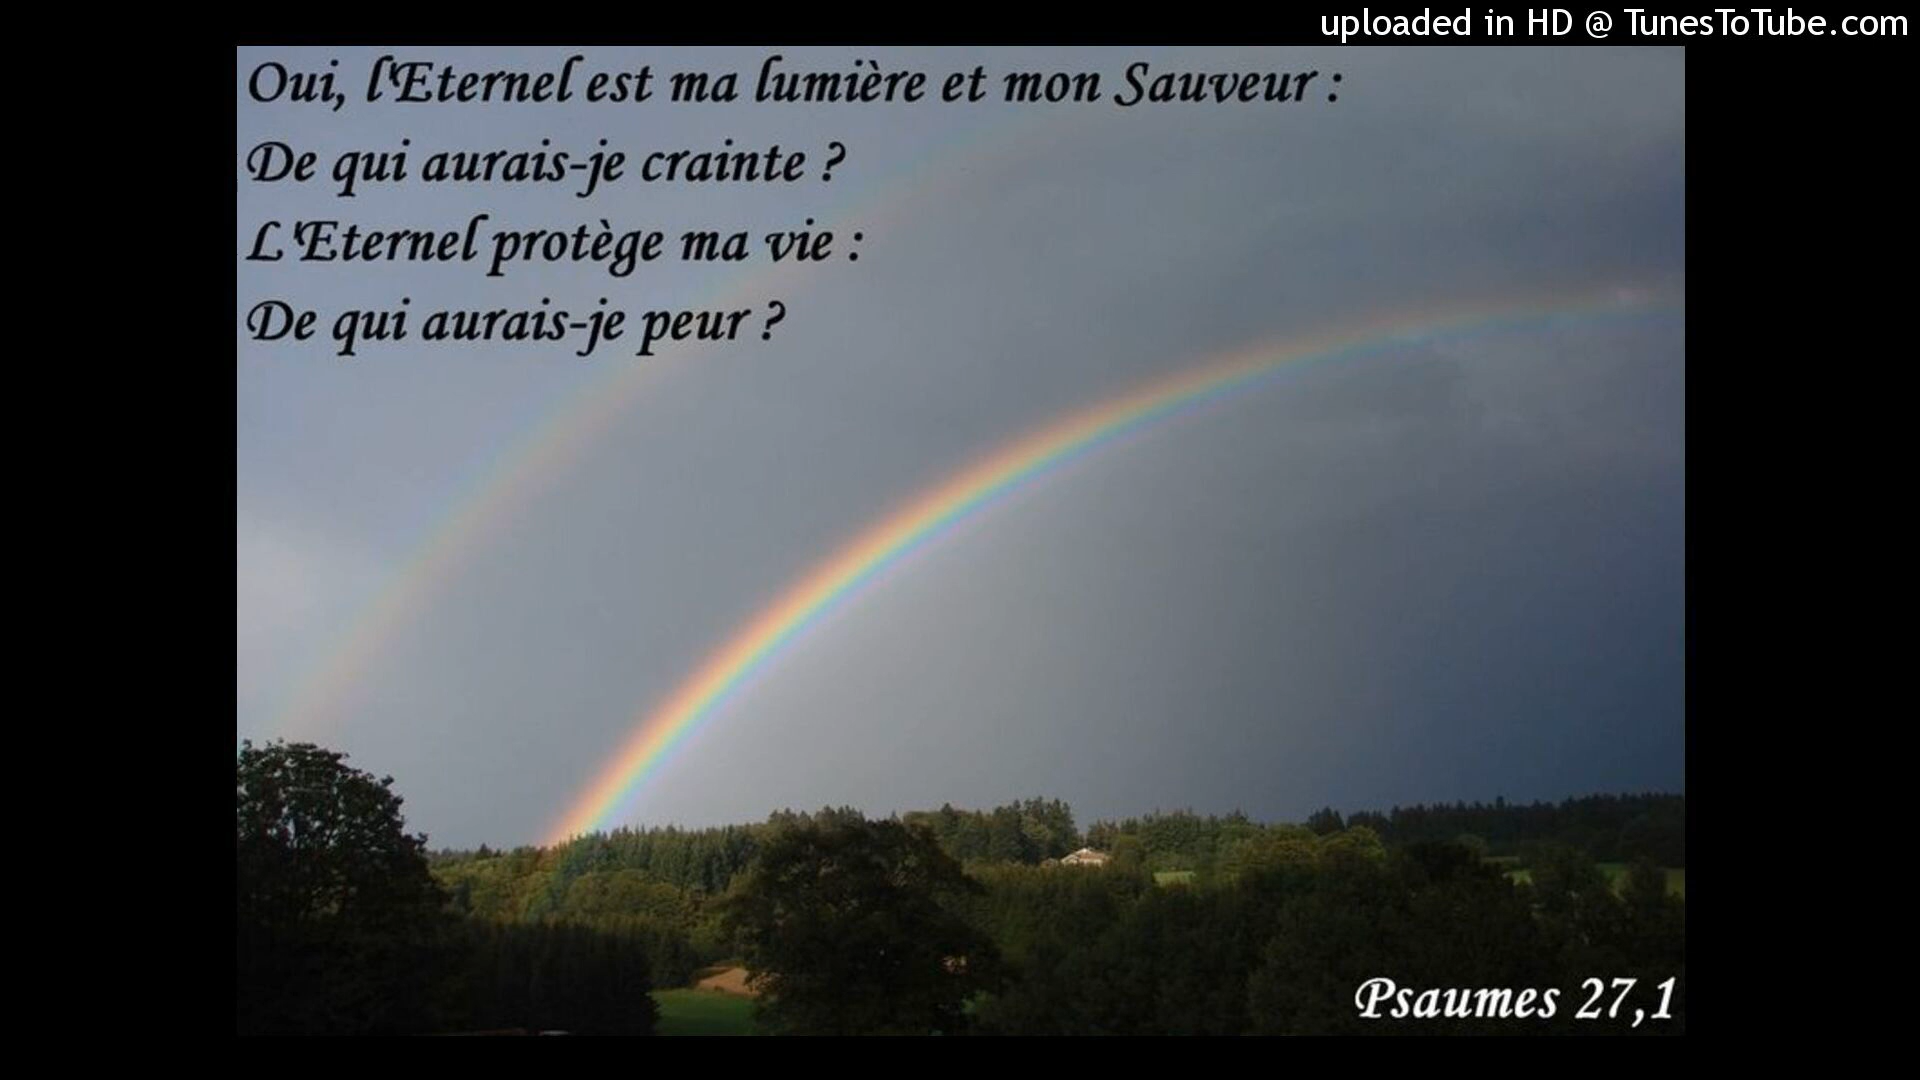 uploaded in HD @ TunesToTube.com
Oui, l'Eternel est ma lumière et mon Sauveur :
De qui aurais-je crainte ?
L'Eternel protège ma vie :
De qui aurais-je peur ?
Psaumes 27,1